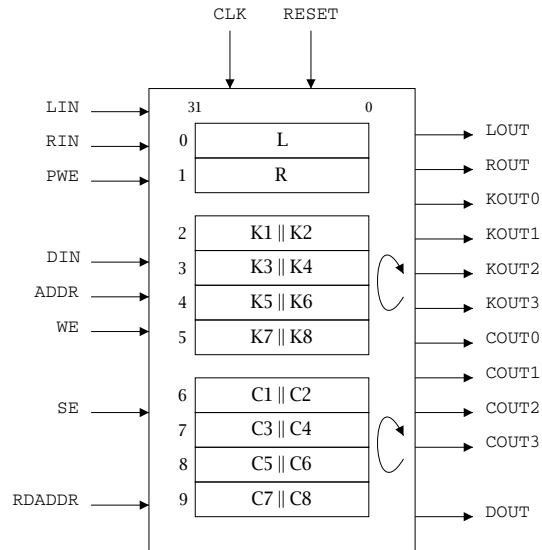 CLK RESET
31 0
LIN
RIN
PWE
DIN
ADDR
WE
SE
RDADDR
0 L
1 R
2 K1 || K2
3 K3 || K4
4 K5 || K6
5 K7 || K8
6 C1 || C2
7 C3 || C4
8 C5 || C6
9 C7 || C8
LOUT
ROUT
KOUT0
KOUT1
KOUT2
KOUT3
COUT0
COUT1
COUT2
COUT3
DOUT